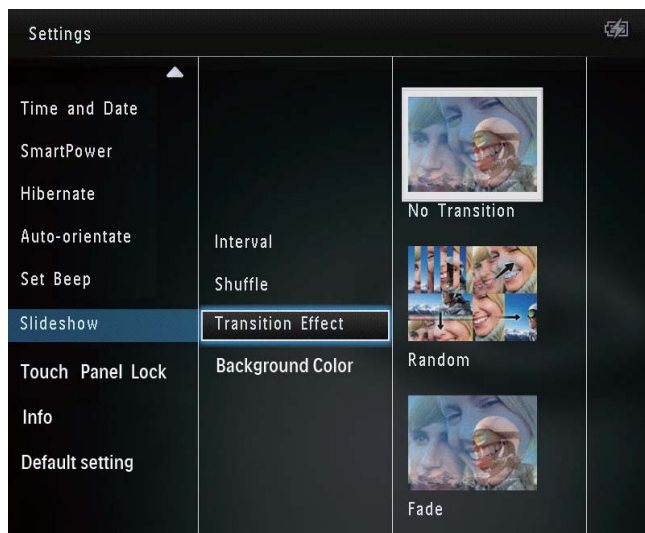 Settings
Time and Date
SmartPower
Hibernate
Auto-orientate
Set Beep
Slideshow
Touch Panel Lock
Info
Default setting
Interval
Shuffle
Transition Effect
Background Color
No Transition
Random
Fade